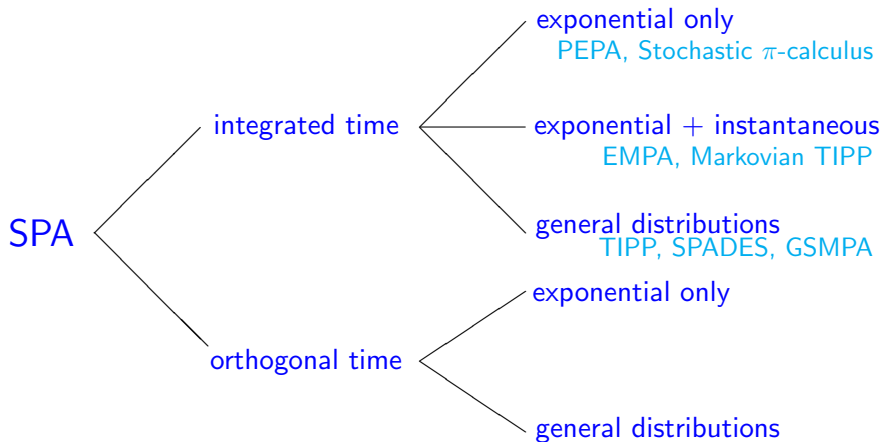 exponential only
PEPA, Stochastic π-calculus
integrated time
exponential + instantaneous
EMPA, Markovian TIPP
SPA
general distributions
TIPP, SPADES, GSMPA
exponential only
orthogonal time
general distributions